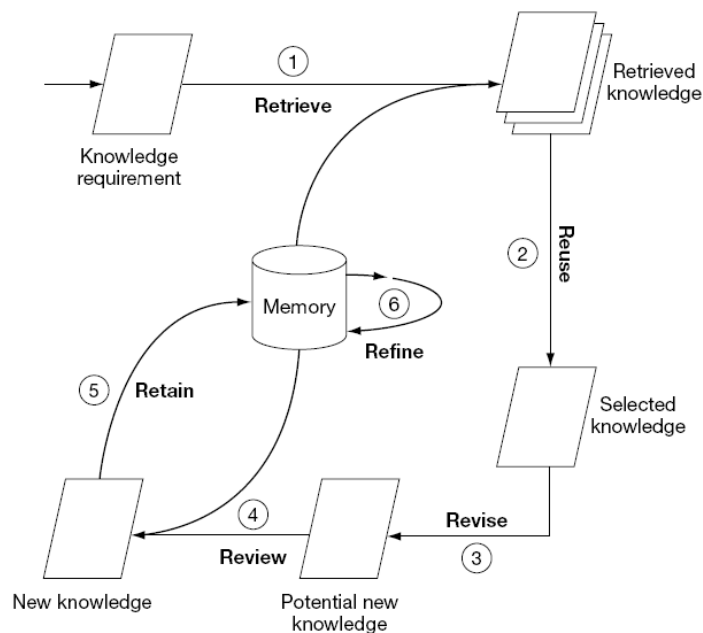 1
Retrieve
Retrieved
knowledge
Knowledge
requirement
2
Reuse
Memory
6
Refine
5
Retain
Selected
knowledge
4
Review
Revise
3
New knowledge
Potential new
knowledge